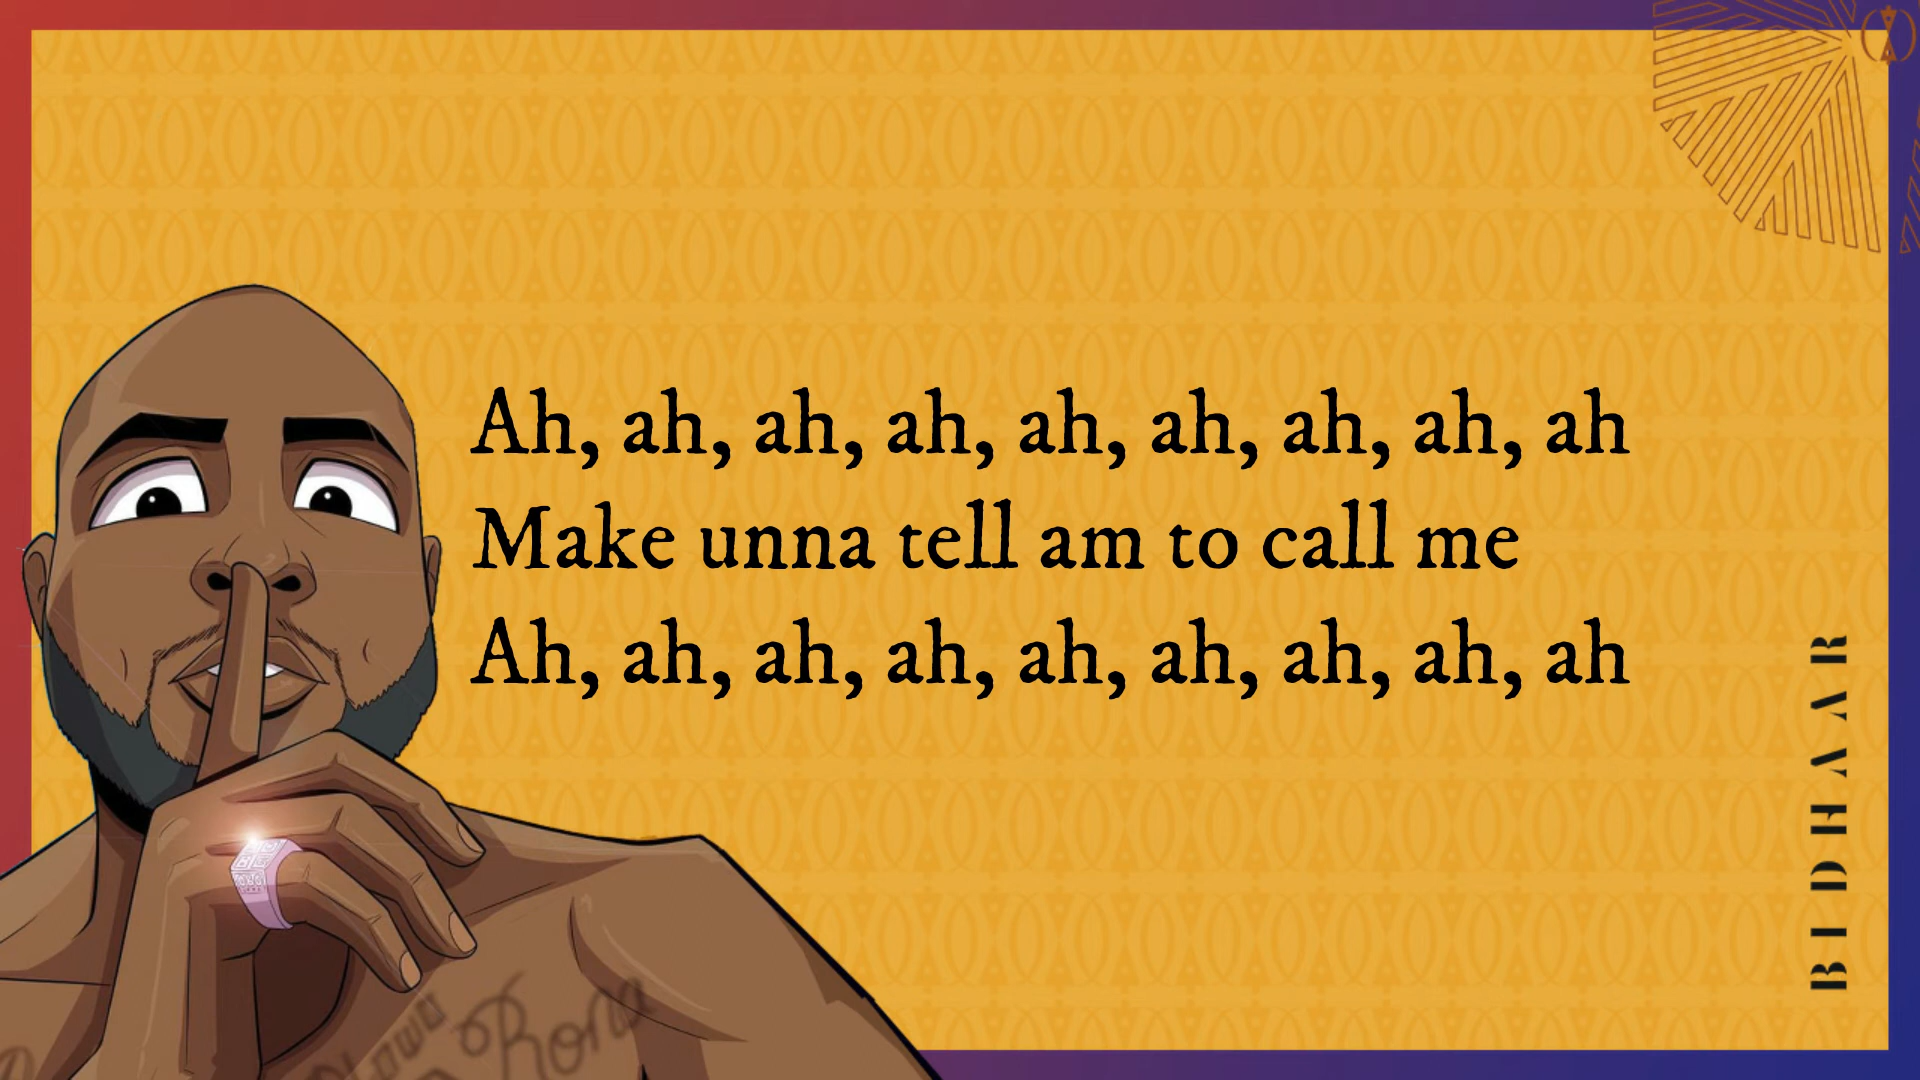 Ah, ah, ah, ah, ah, ah, ah, ah, ah
Make unna tell am to call me
Ah, ah, ah, ah, ah, ah, ah, ah, ah
BIDHAAR
Rona